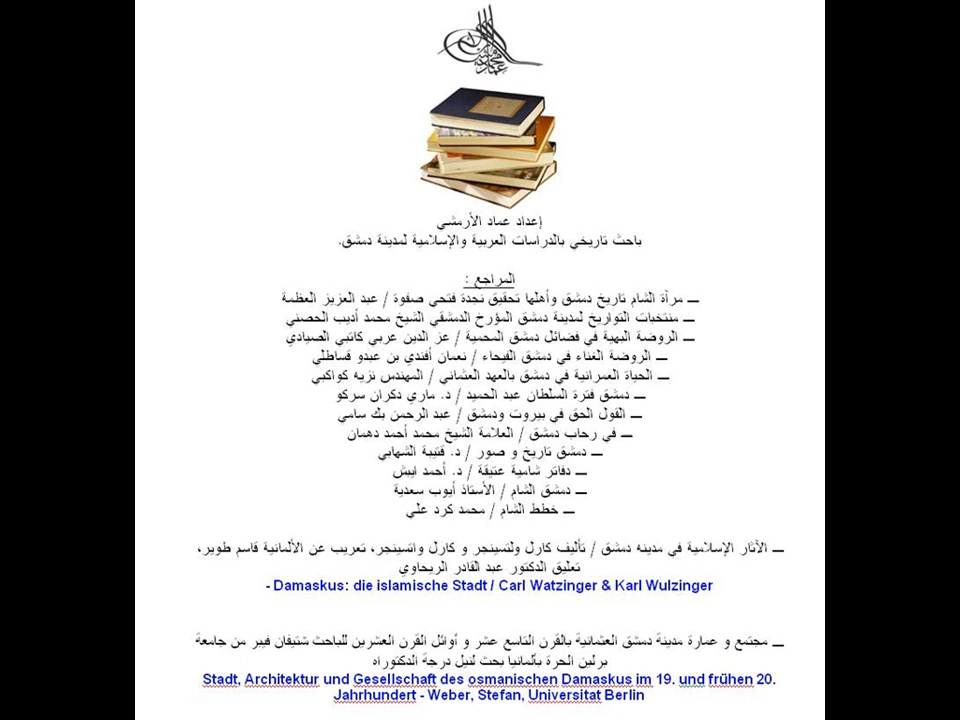 إعداد عماد الأرمشي
باحث تاريخي بالدراسات العربية والإسلامية لمدينة دمشق.
المراجع :
ـــ مرآة الشام تاريخ دمشق وأهلها تحقيق نجدة فتحي صفوة / عبد العزيز العظمة
ـــ منتخبات التواريخ لمدينة دمشق المؤرخ الدمشقي الشيخ محمد أديب الحصني
ـــ الروضة البهية في فضائل دمشق المحمية / عز الدين عربي كاتبي الصيادي
ـــ الروضة الغناء في دمشق الفيحاء / نعمان أفندي بن عبدو قساطلي
ـــ الحياة العمرانية في دمشق بالعهد العثماني / المهندس نزيه كواكبي
ـــ دمشق فترة السلطان عبد الحميد / د. ماري دكران سركو
ـــ القول الحق في بيروت ودمشق / عبد الرحمن بك سامي
ـــ في رحاب دمشق / العلامة الشيخ محمد أحمد دهمان
ـــ دمشق تاريخ و صور / د. قتيبة الشهابي
ـــ دفاتر شامية عتيقة / د. أحمد ايبش
ـــ دمشق الشام / الأستاذ أيوب سعدية
ـــ خطط الشام / محمد كرد علي
ـــ الآثار الإسلامية في مدينه دمشق / تأليف كارل ولتسينجر و كارل واتسينجر، تعريب عن الألمانية قاسم طوير،
تعليق الدكتور عبد القادر الريحاوي
- Damaskus: die islamische Stadt / Carl Watzinger & Karl Wulzinger
ـــ مجتمع و عمارة مدينة دمشق العثمانية بالقرن التاسع عشر و أوائل القرن العشرين للباحث شتيفان فيبر من جامعة
برلين الحرة بألمانيا بحث لنيل درجة الدكتوراه
Stadt, Architektur und Gesellschaft des osmanischen Damaskus im 19. und frühen 20.
Jahrhundert - Weber, Stefan, Universitat Berlin